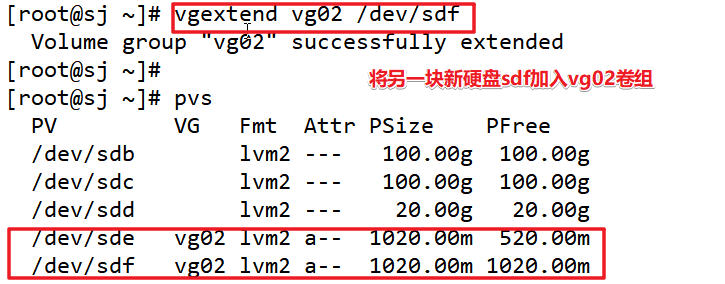 [root@sj ~]# vgextend vg02 /dev/sdf
  Volume group "vg02" successfully extended
[root@sj ~]#
将另一块新硬盘sdf加入vg02卷组
[root@sj ~]# pvs
  PV         VG   Fmt  Attr PSize    PFree
  /dev/sdb        lvm2 ---   100.00g  100.00g
  /dev/sdc        lvm2 ---   100.00g  100.00g
  /dev/sdd        lvm2 ---    20.00g   20.00g
  /dev/sde   vg02 lvm2 a--  1020.00m  520.00m
  /dev/sdf   vg02 lvm2 a--  1020.00m 1020.00m